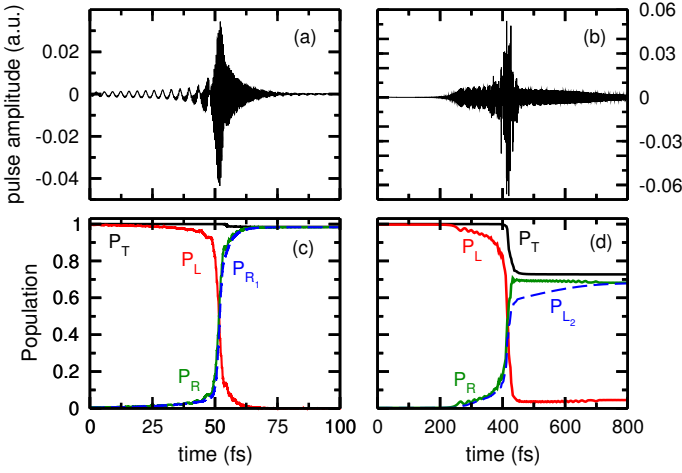 pulse amplitude (a.u.)
0.02
0
-0.02
-0.04
(a)
(b)
0.06
0.03
0
-0.03
-0.06
Population
1
0.8
0.6
0.4
0.2
0
P_T
P_L
P_R1
P_R
(c)
P_T
P_L
P_L2
P_R
(d)
0 25 50 75 100
0 200 400 600 800
time (fs)
time (fs)